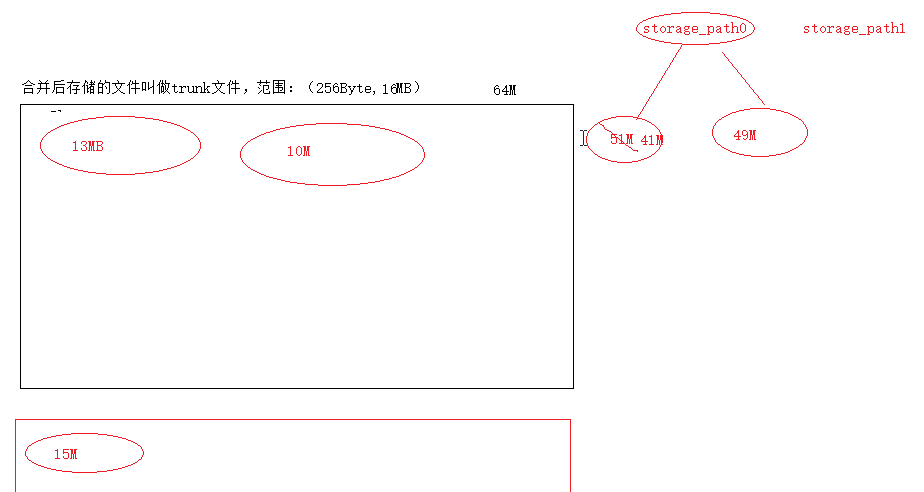 storage_path0 storage_path1
合并后存储的文件叫做trunk文件，范围：（256Byte,16MB） 64M
13MB 10M 51M 41M 49M
15M